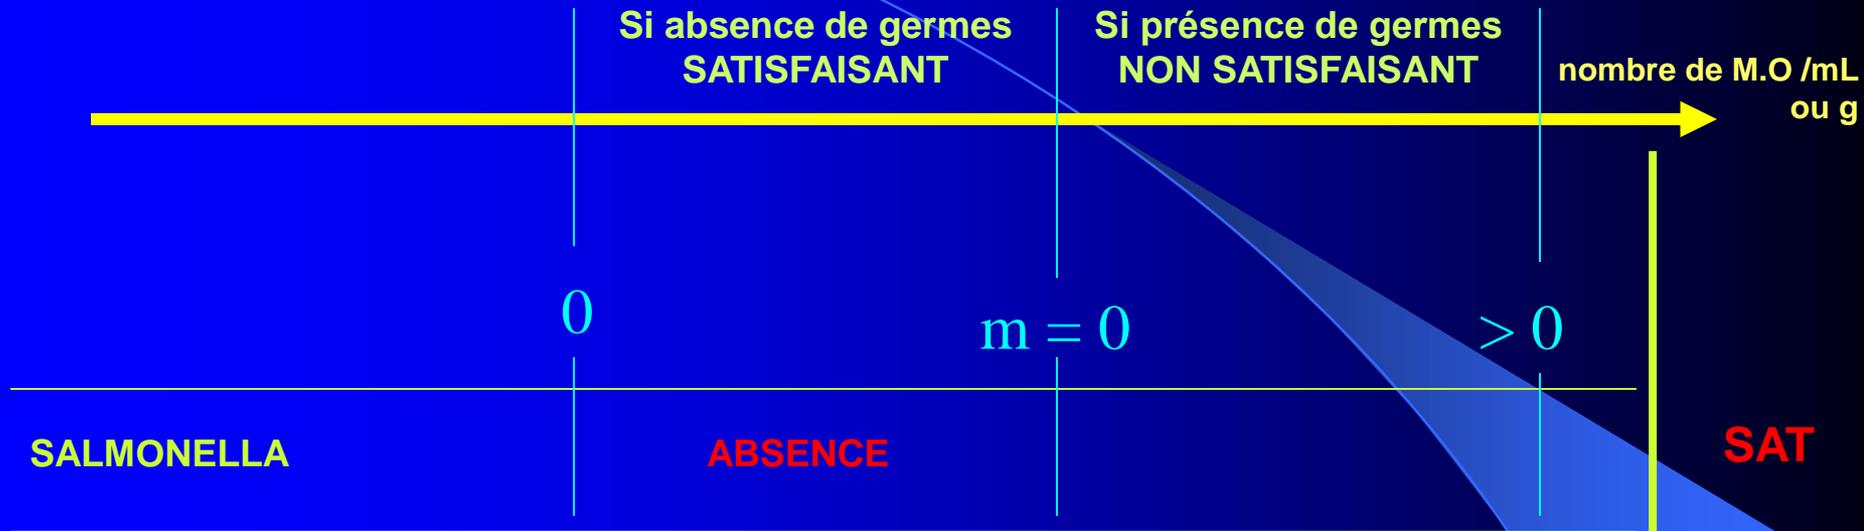 Si absence de germes
SATISFAISANT
Si présence de germes
NON SATISFAISANT
nombre de M.O /mL
ou g
0
m = 0
> 0
SALMONELLA
ABSENCE
SAT